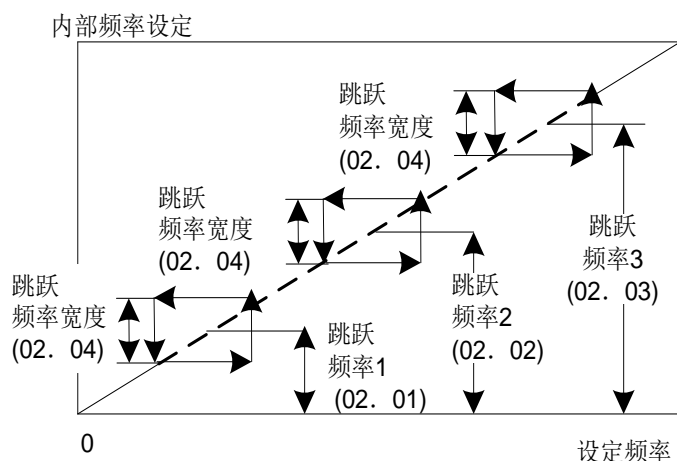 内部频率设定
跳跃
频率宽度
(02. 04)
跳跃
频率宽度
(02. 04)
跳跃
频率宽度
(02. 04)
跳跃
频率3
(02. 03)
跳跃
频率2
(02. 02)
跳跃
频率1
(02. 01)
0
设定频率